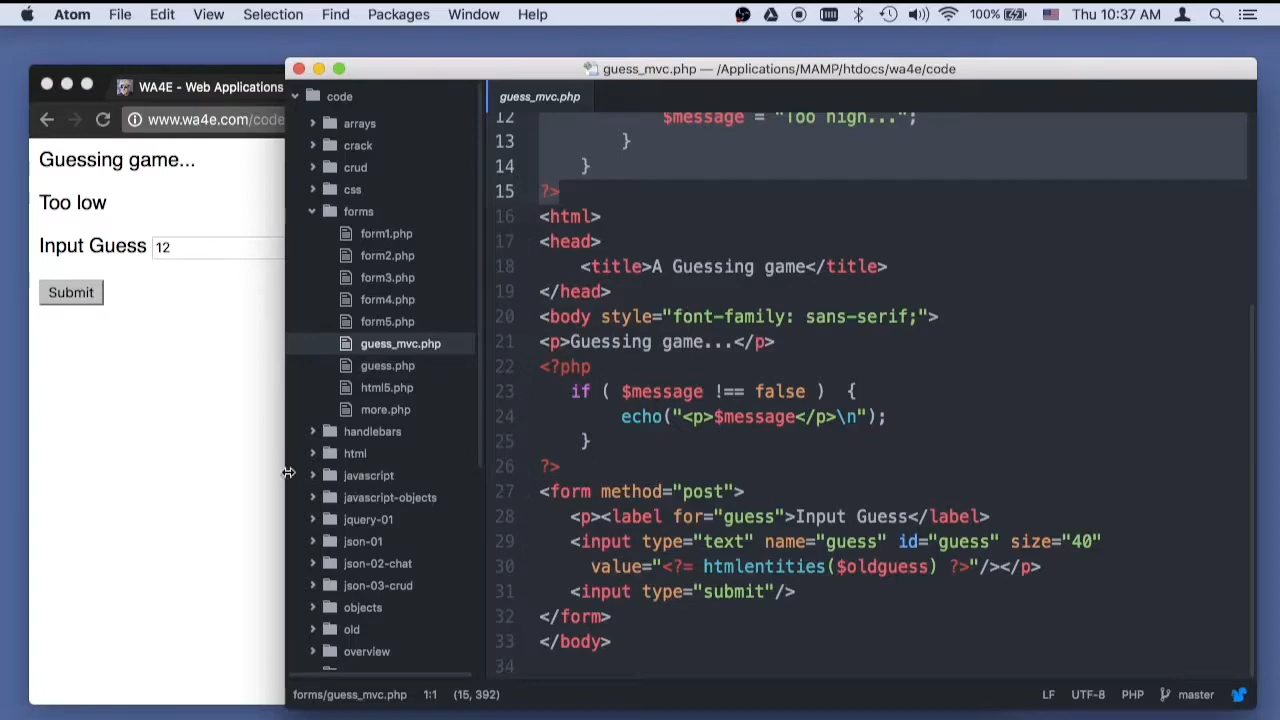 Atom File Edit View Selection Find Packages Window Help 100% Thu 10:37 AM
WA4E - Web Applications
www.wa4e.com/code
Guessing game...
Too low
Input Guess 12
Submit
guess_mvc.php — /Applications/MAMP/htdocs/wa4e/code
code
arrays
crack
crud
css
forms
form1.php
form2.php
form3.php
form4.php
form5.php
guess_mvc.php
guess.php
html5.php
more.php
handlebars
html
javascript
javascript-objects
jquery-01
json-01
json-02-chat
json-03-crud
objects
old
overview
guess_mvc.php
12 $message = "Too high...";
13 }
14 }
15 ?>
16 <html>
17 <head>
18 <title>A Guessing game</title>
19 </head>
20 <body style="font-family: sans-serif;">
21 <p>Guessing game...</p>
22 <?php
23 if ( $message !== false ) {
24 echo("<p>$message</p>\n");
25 }
26 ?>
27 <form method="post">
28 <p><label for="guess">Input Guess</label>
29 <input type="text" name="guess" id="guess" size="40"
30 value="<?= htmlentities($oldguess) ?>"/></p>
31 <input type="submit"/>
32 </form>
33 </body>
34
forms/guess_mvc.php 1:1 (15, 392) LF UTF-8 PHP master